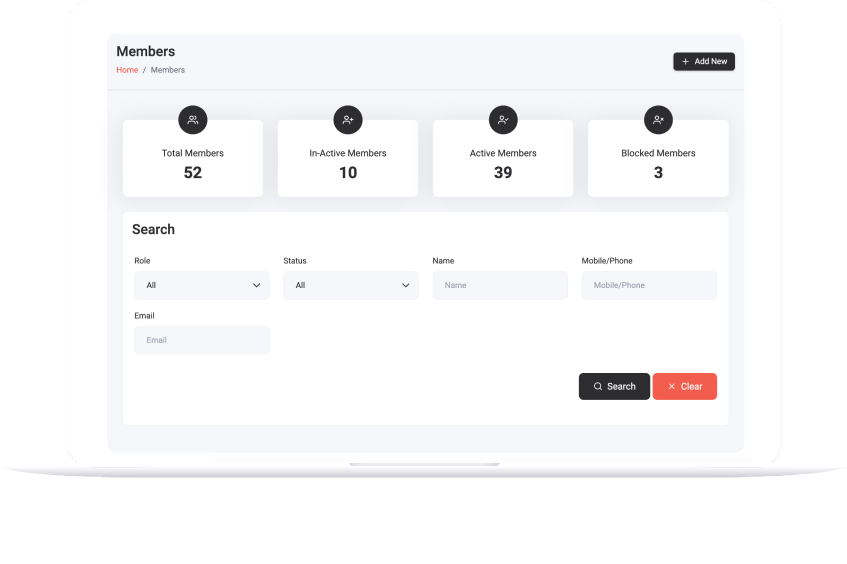 Members
Home / Members
Add New
Total Members
52
In-Active Members
10
Active Members
39
Blocked Members
3
Search
Role
Status
Name
Mobile/Phone
All
All
Name
Mobile/Phone
Email
Email
Search
Clear